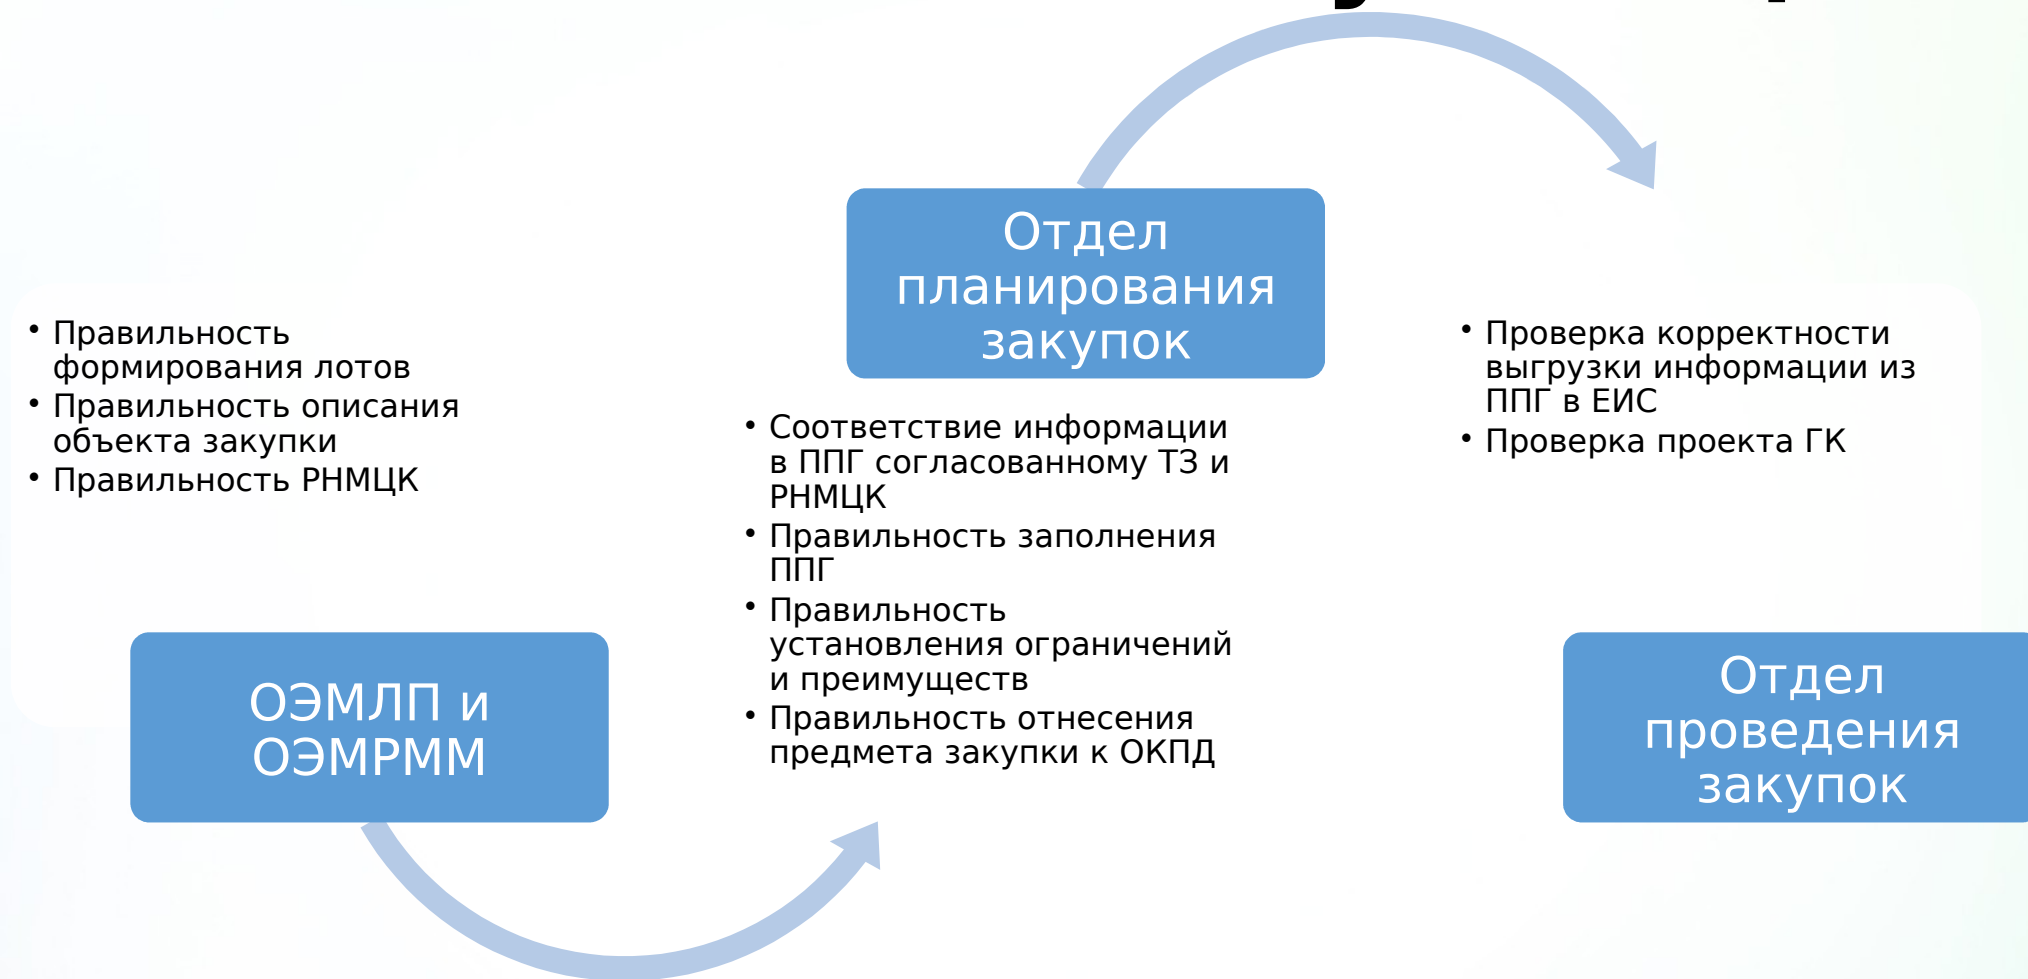 • Правильность
формирования лотов
• Правильность описания
объекта закупки
• Правильность РНМЦК
ОЭМЛП и
ОЭМРММ
Отдел
планирования
закупок
• Соответствие информации
в ППГ согласованному ТЗ и
РНМЦК
• Правильность заполнения
ППГ
• Правильность
установления ограничений
и преимуществ
• Правильность отнесения
предмета закупки к ОКПД
• Проверка корректности
выгрузки информации из
ППГ в ЕИС
• Проверка проекта ГК
Отдел
проведения
закупок